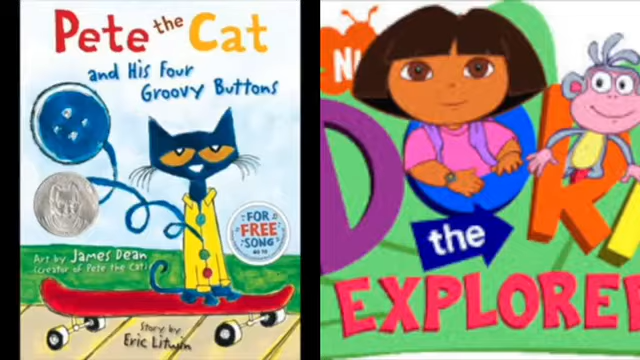 Pete the Cat
and His Four
Groovy Buttons
FOR
FREE
SONG
Art by James Dean
(creator of Pete the Cat)
Story by
Eric Litwin
the
EXPLORE